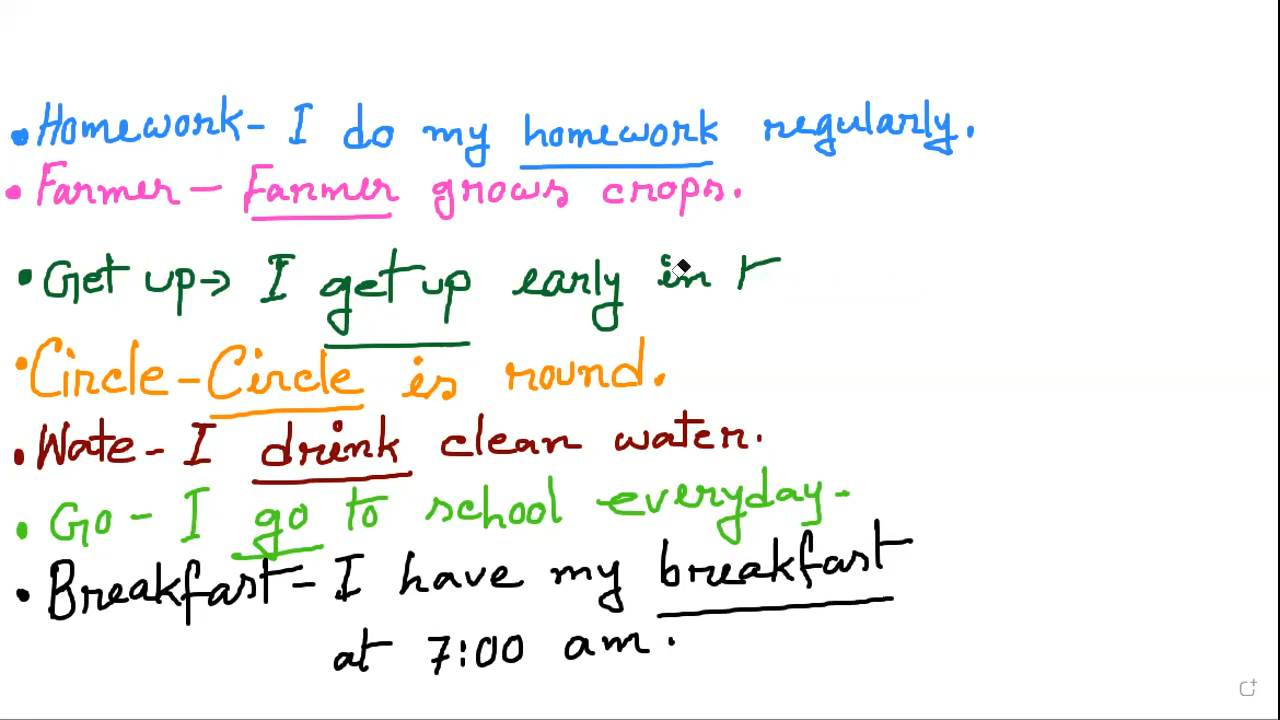 • Homework - I do my homework regularly.
• Farmer - Farmer grows crops.
• Get up → I get up early in
• Circle - Circle is round.
• Wate - I drink clean water.
• Go - I go to school everyday.
• Breakfast - I have my breakfast
at 7:00 am.